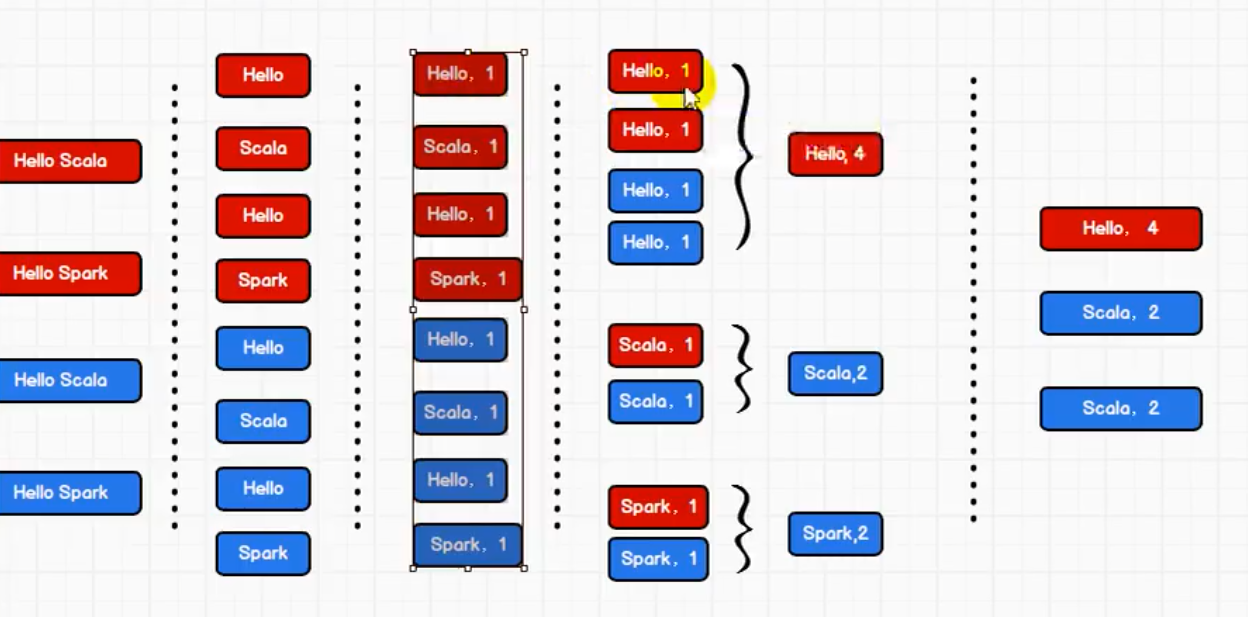 Hello Scala
Hello Spark
Hello Scala
Hello Spark
Hello
Scala
Hello
Spark
Hello
Scala
Hello
Spark
Hello, 1
Scala, 1
Hello, 1
Spark, 1
Hello, 1
Scala, 1
Hello, 1
Spark, 1
Hello, 1
Hello, 1
Hello, 1
Hello, 1
Scala, 1
Scala, 1
Spark, 1
Spark, 1
Hello, 4
Scala,2
Spark,2
Hello, 4
Scala, 2
Scala, 2